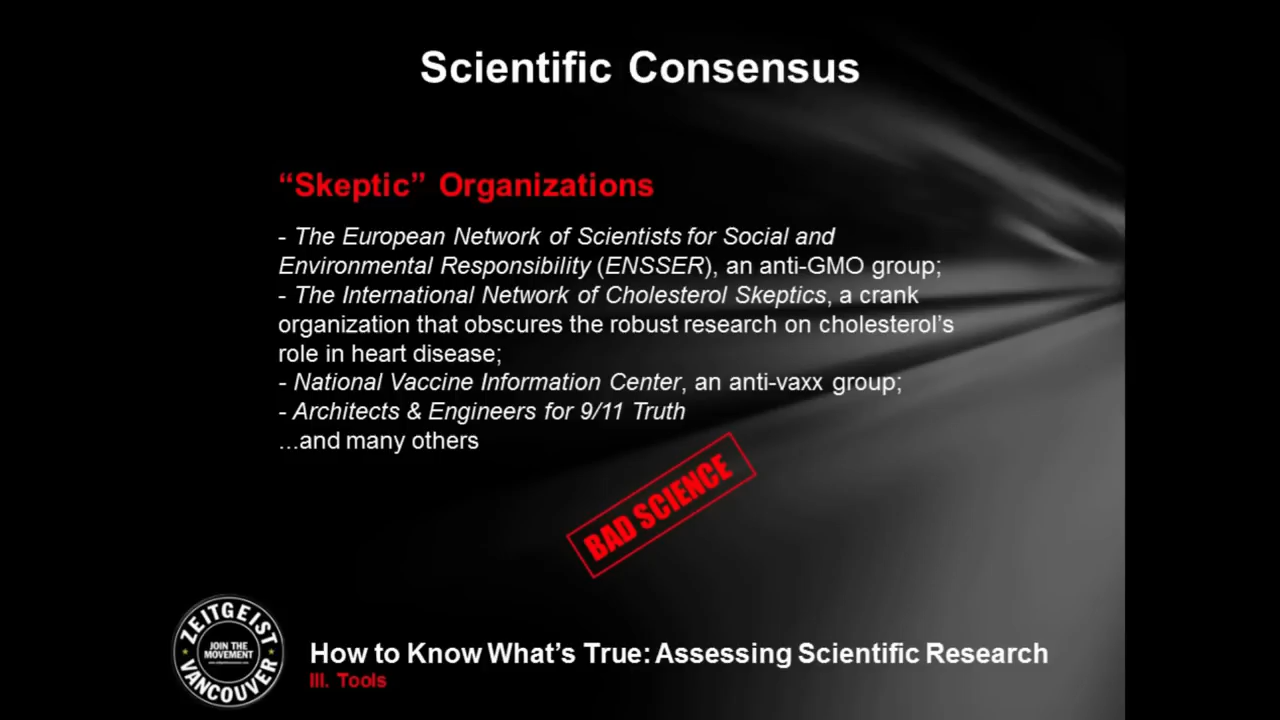 Scientific Consensus
“Skeptic” Organizations
- The European Network of Scientists for Social and
Environmental Responsibility (ENSSER), an anti-GMO group;
- The International Network of Cholesterol Skeptics, a crank
organization that obscures the robust research on cholesterol’s
role in heart disease;
- National Vaccine Information Center, an anti-vaxx group;
- Architects & Engineers for 9/11 Truth
...and many others
BAD SCIENCE
ZEITGEIST
JOIN THE
MOVEMENT
VANCOUVER
How to Know What’s True: Assessing Scientific Research
III. Tools